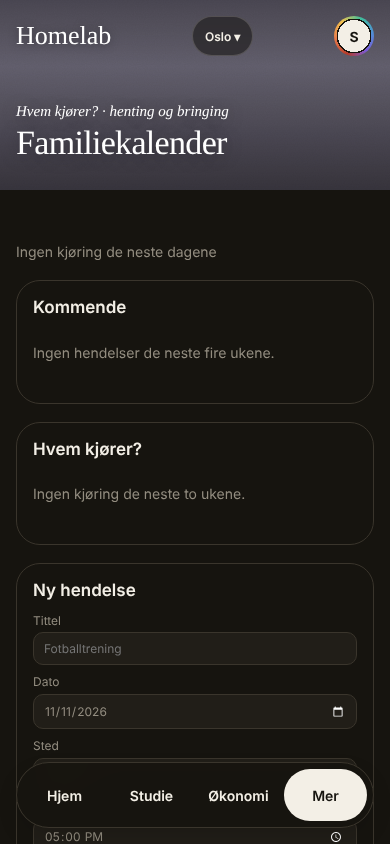 Homelab
Oslo ▾
S
Hvem kjører? · henting og bringing
Familiekalender
Ingen kjøring de neste dagene
Kommende
Ingen hendelser de neste fire ukene.
Hvem kjører?
Ingen kjøring de neste to ukene.
Ny hendelse
Tittel
Fotballtrening
Dato
11/11/2026
Sted
Hjem
Studie
Økonomi
Mer
05:00 PM